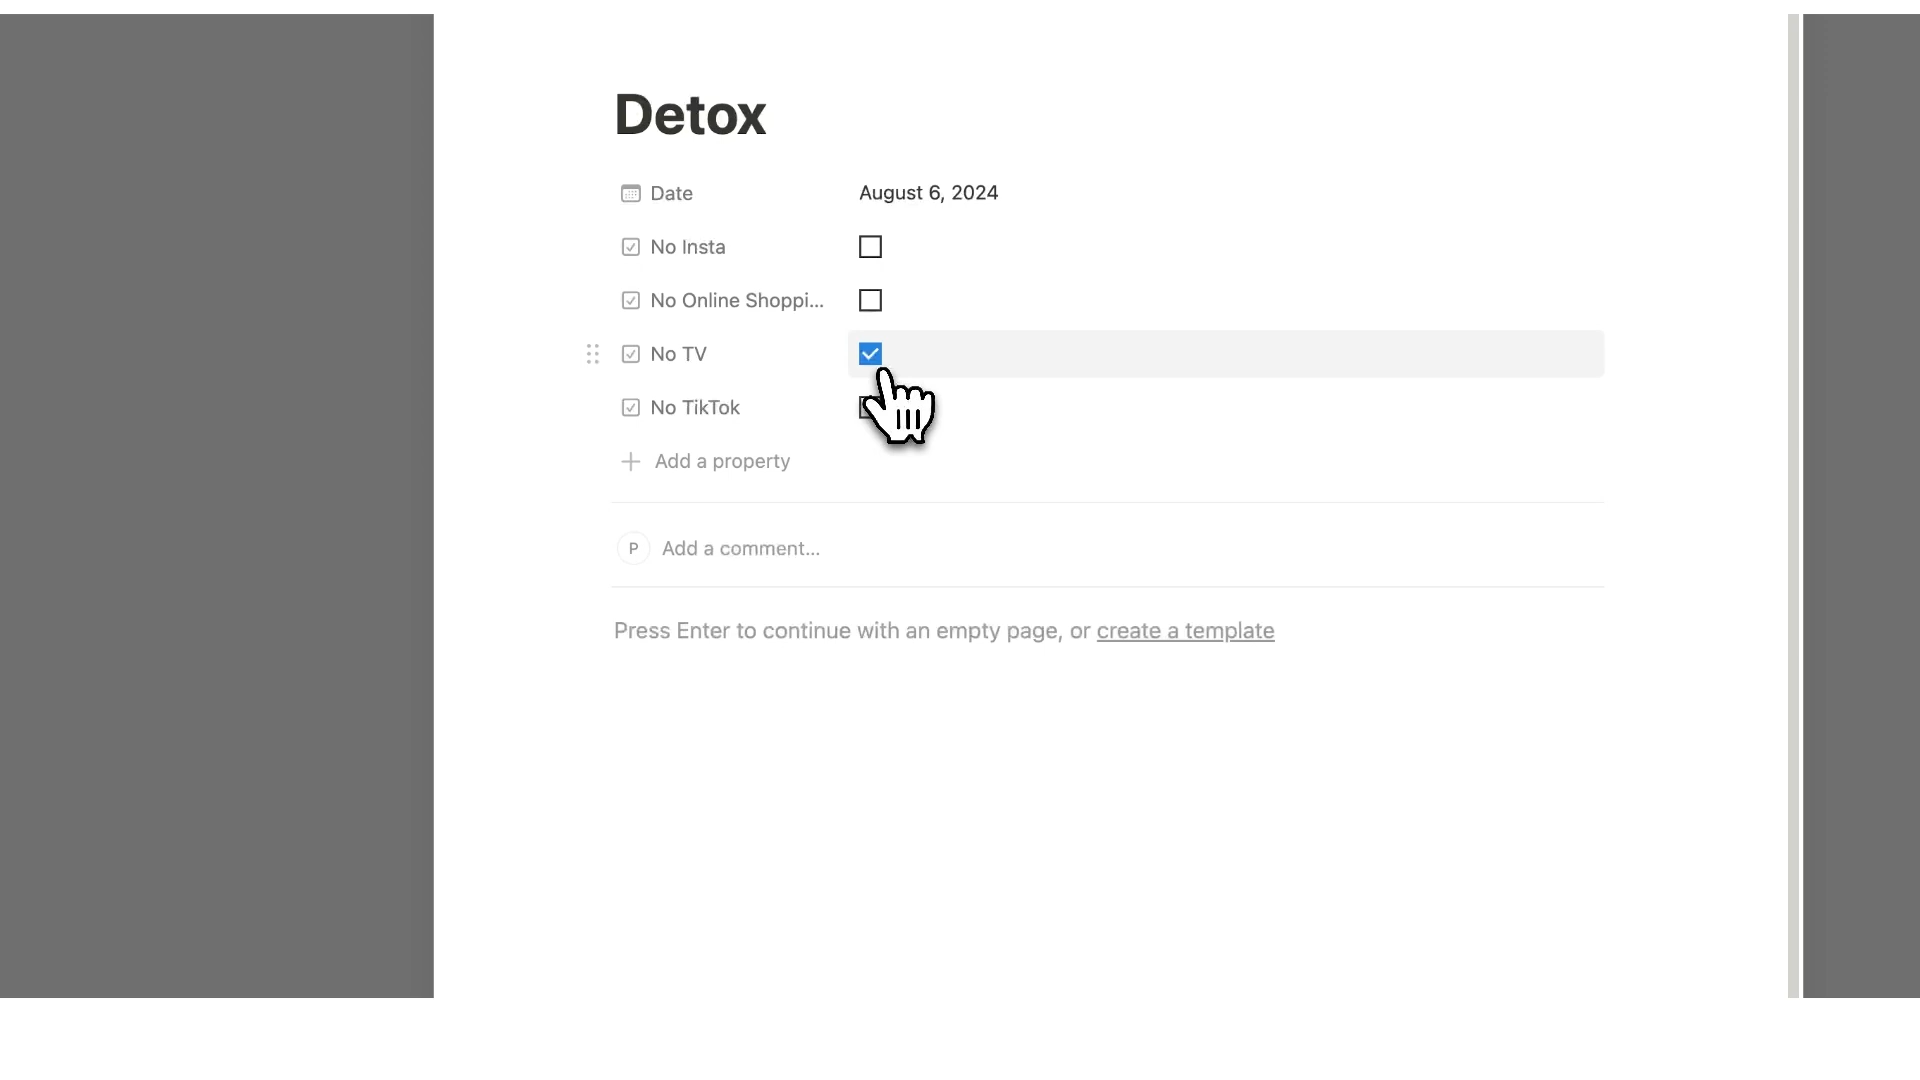 Detox
Date August 6, 2024
No Insta
No Online Shoppi...
No TV
No TikTok
Add a property
P Add a comment...
Press Enter to continue with an empty page, or create a template